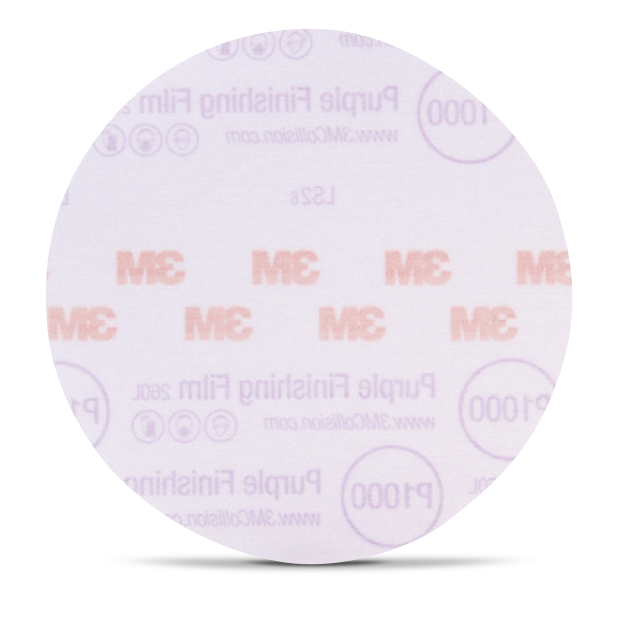 Purple Finishing Film P1000
www.3MCollision.com
LS26
3M 3M 3M 3M
3M 3M 3M 3M
Purple Finishing Film 260L P1000
www.3MCollision.com
Purple Finishing P1000
www.3MCollision.com